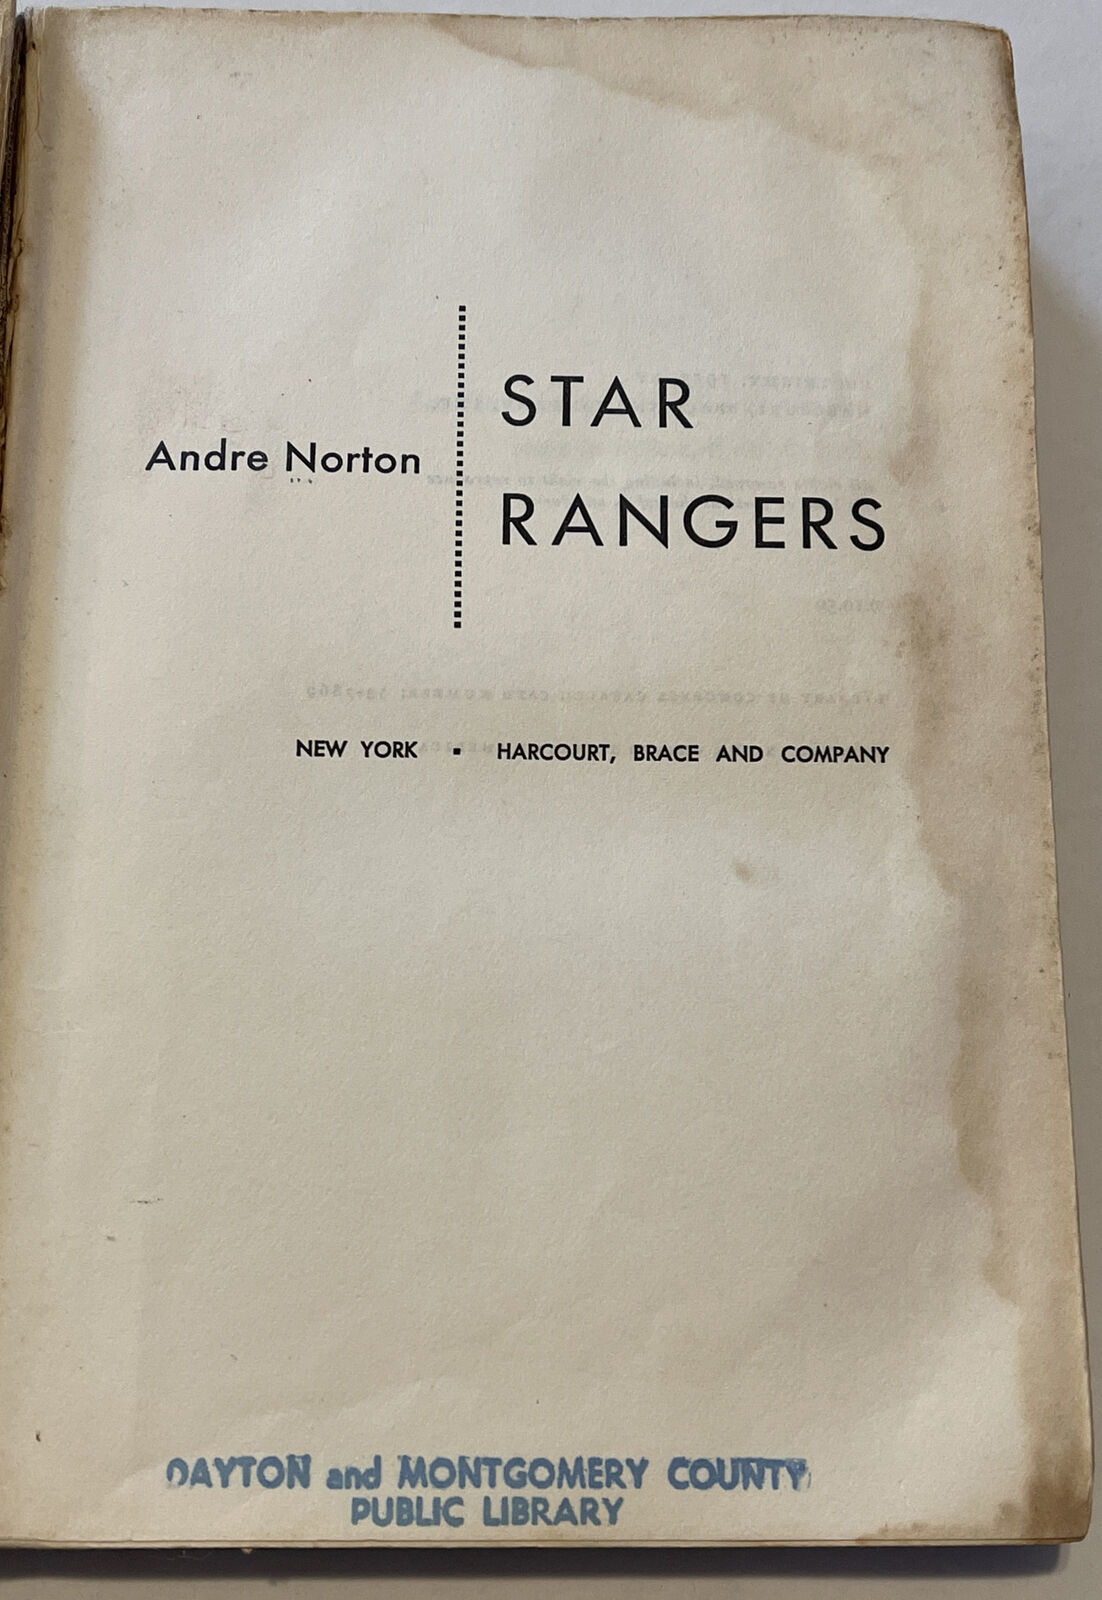 Andre Norton
STAR
RANGERS
NEW YORK ▪ HARCOURT, BRACE AND COMPANY
DAYTON and MONTGOMERY COUNTY
PUBLIC LIBRARY